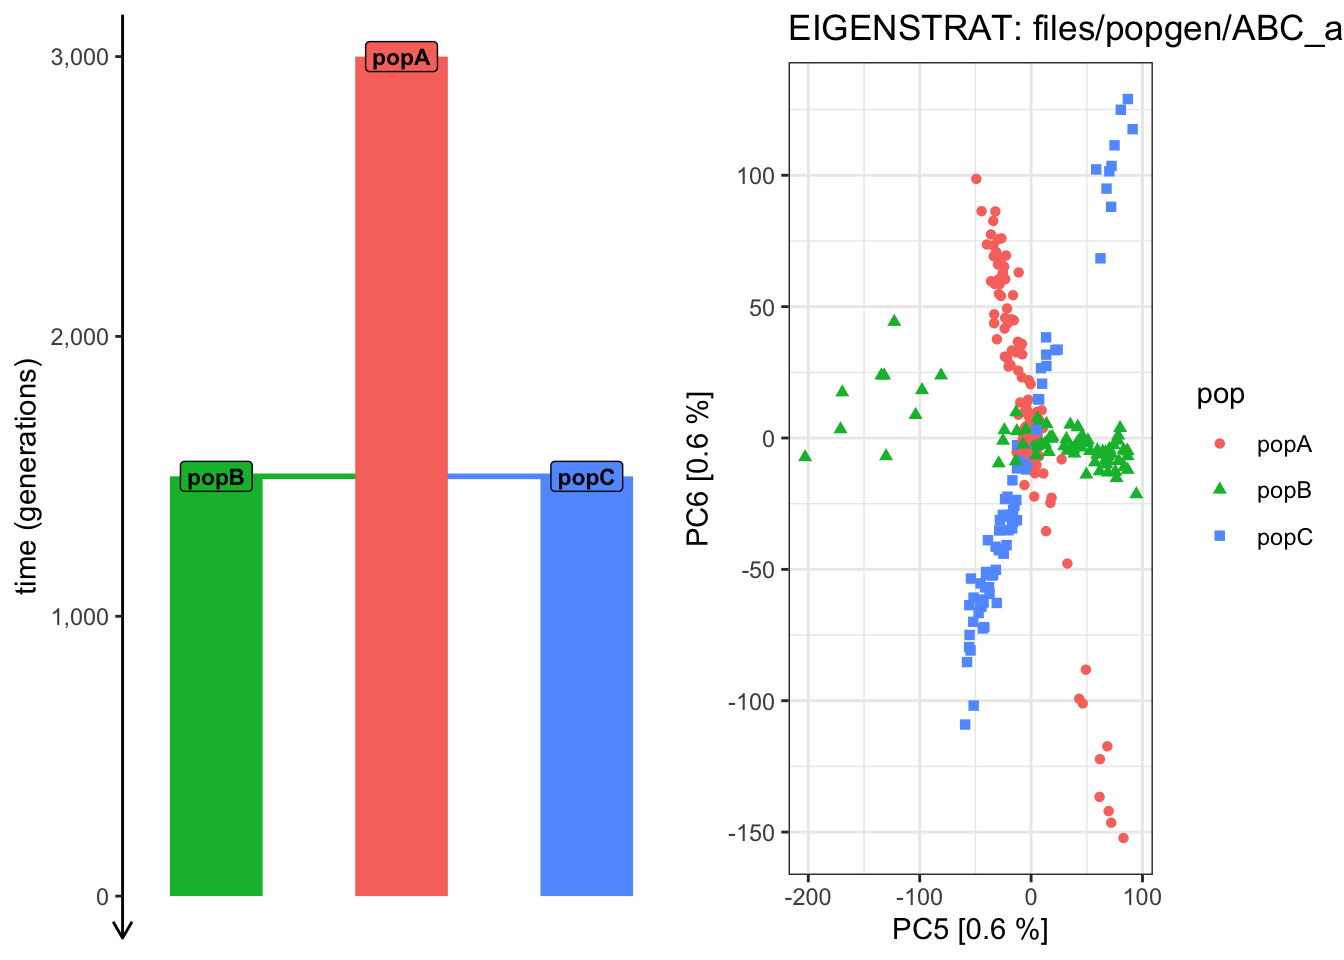 time (generations)
3,000
2,000
1,000
0
popA
popB
popC
EIGENSTRAT: files/popgen/ABC_a
PC6 [0.6 %]
100
50
0
-50
-100
-150
-200
-100
0
100
PC5 [0.6 %]
pop
popA
popB
popC